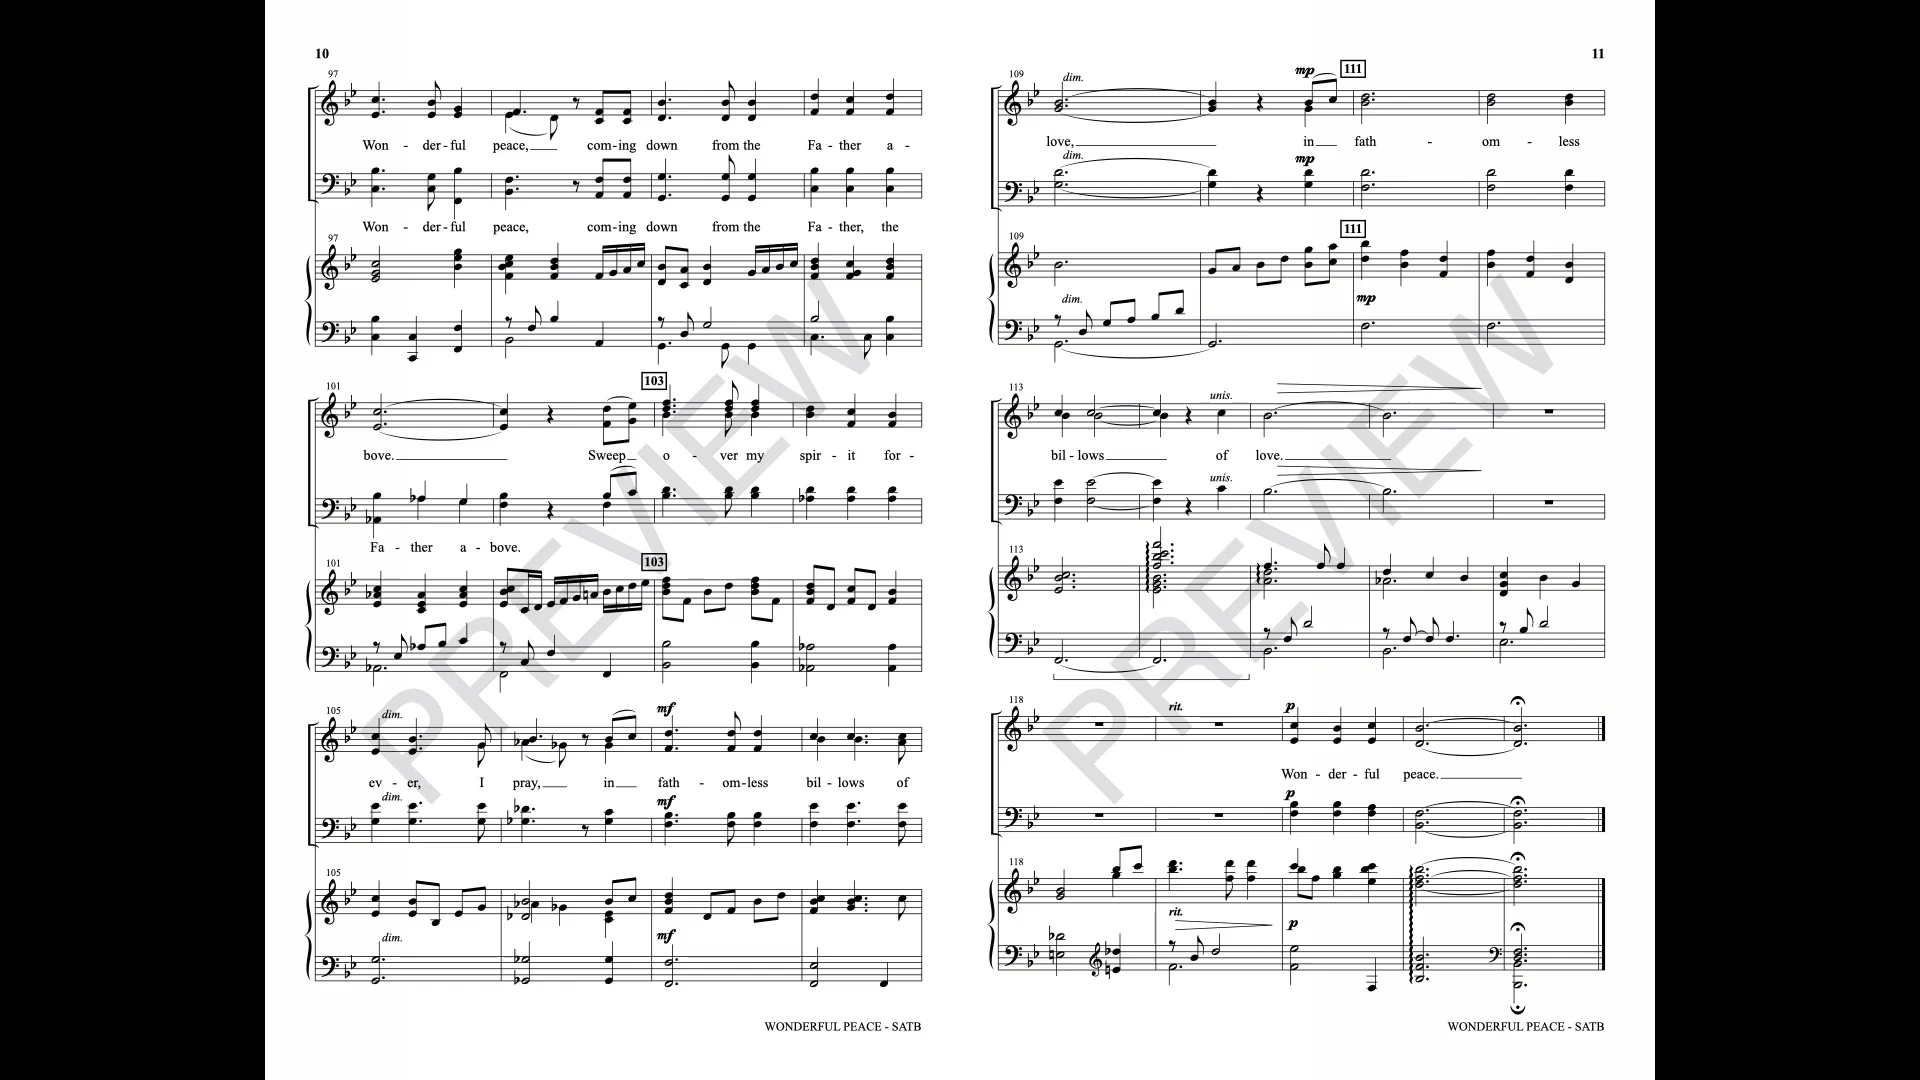 10
97
Won - der - ful peace, com - ing down from the Fa - ther a -
Won - der - ful peace, com - ing down from the Fa - ther, the
97
101
103
bove. Sweep o - ver my spir - it for -
Fa - ther a - bove.
101
103
105
dim.
mf
ev - er, I pray, in fath - om - less bil - lows of
dim.
mf
105
dim.
mf
WONDERFUL PEACE - SATB
11
109
dim.
mp
111
love, in fath - om - less
dim.
mp
109
111
dim.
mp
113
unis.
bil - lows of love.
unis.
113
118
rit.
p
Won - der - ful peace.
p
118
rit.
p
WONDERFUL PEACE - SATB
PREVIEW
PREVIEW